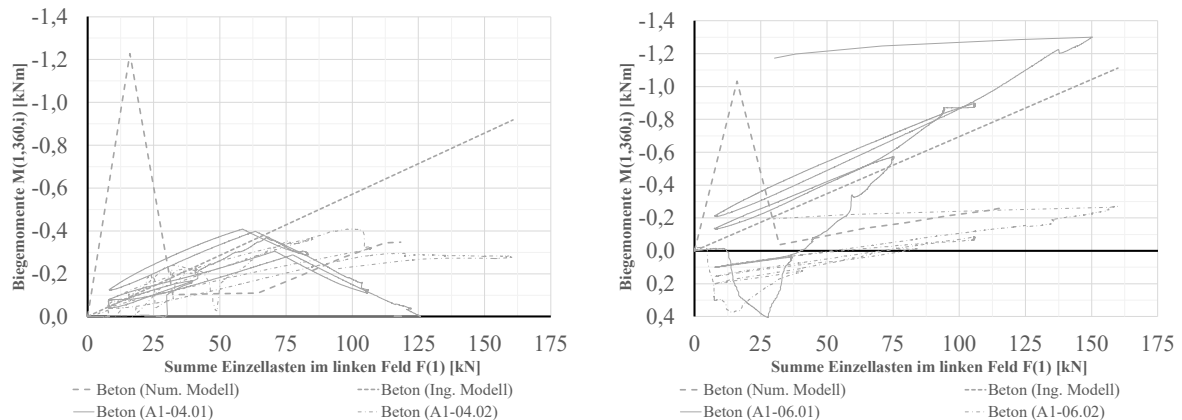 -1,4
-1,2
-1,0
-0,8
-0,6
-0,4
-0,2
0,0
Biegemomente M(1,360,i) [kNm]
0 25 50 75 100 125 150 175
Summe Einzellasten im linken Feld F(1) [kN]
Beton (Num. Modell) Beton (Ing. Modell)
Beton (A1-04.01) Beton (A1-04.02)
-1,4
-1,2
-1,0
-0,8
-0,6
-0,4
-0,2
0,0
0,2
0,4
Biegemomente M(1,360,i) [kNm]
0 25 50 75 100 125 150 175
Summe Einzellasten im linken Feld F(1) [kN]
Beton (Num. Modell) Beton (Ing. Modell)
Beton (A1-06.01) Beton (A1-06.02)